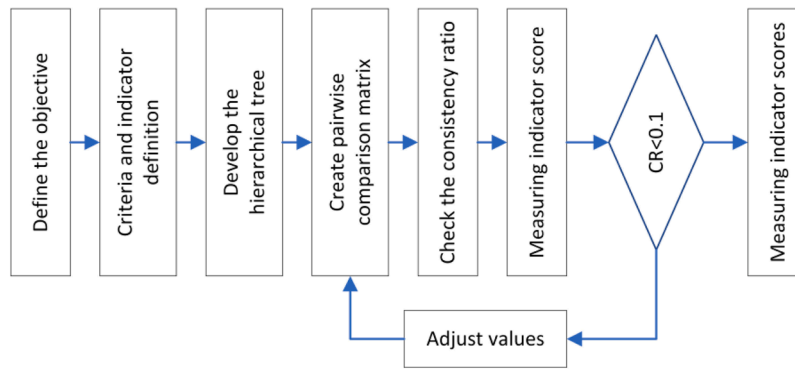 Define the objective
Criteria and indicator
definition
Develop the
hierarchical tree
Create pairwise
comparison matrix
Check the consistency ratio
Measuring indicator score
CR<0.1
Measuring indicator scores
Adjust values